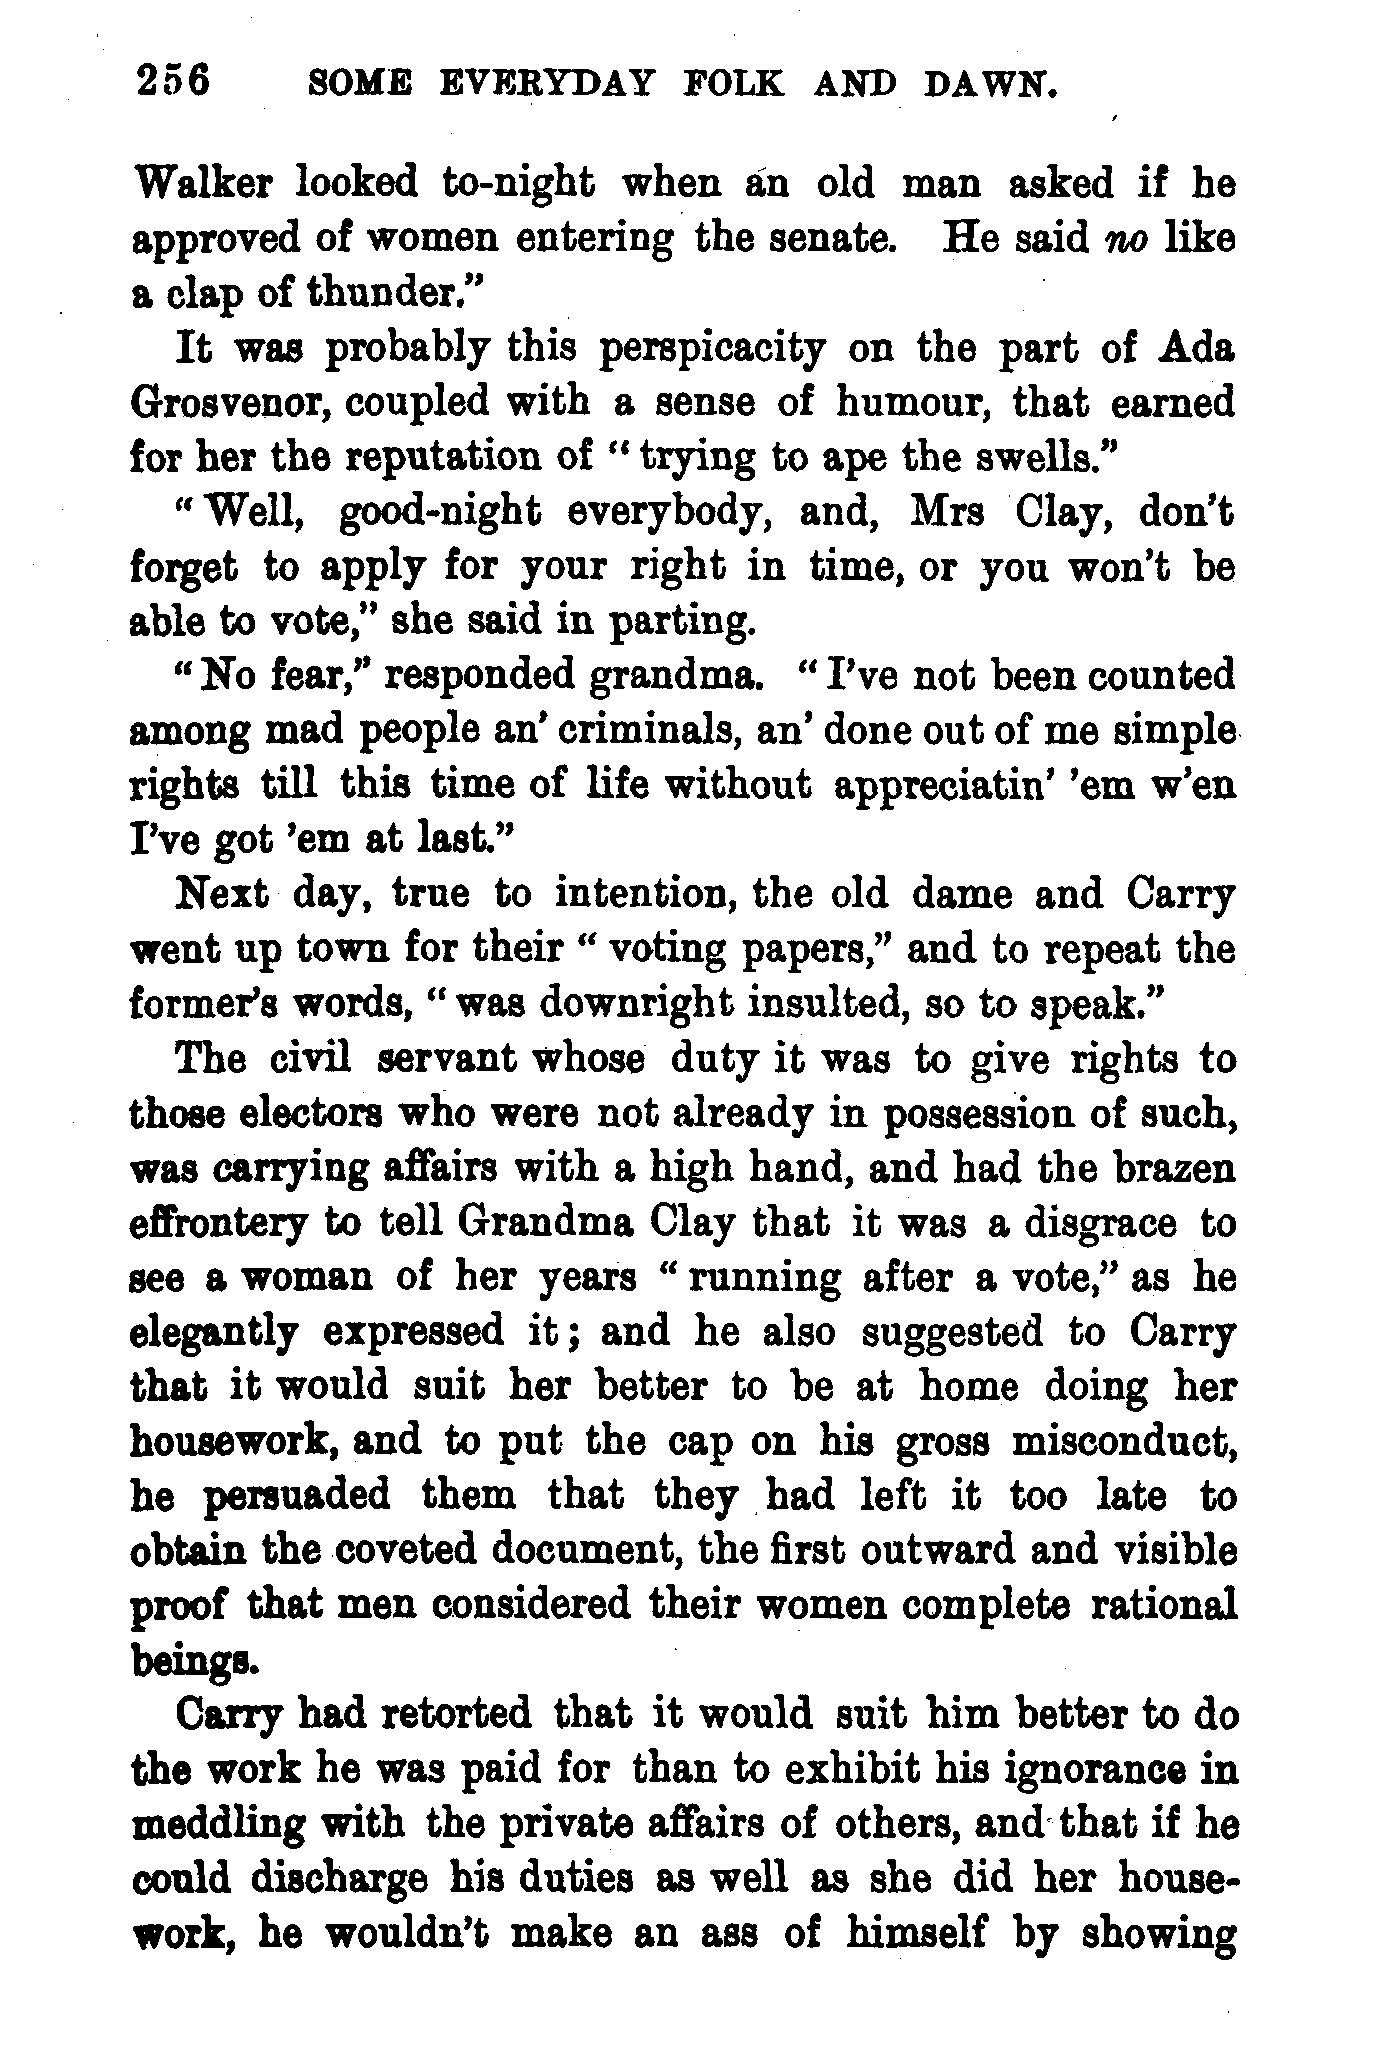 256 SOME EVERYDAY FOLK AND DAWN.
Walker looked to-night when an old man asked if he
approved of women entering the senate. He said no like
a clap of thunder.”
It was probably this perspicacity on the part of Ada
Grosvenor, coupled with a sense of humour, that earned
for her the reputation of “ trying to ape the swells.”
“ Well, good-night everybody, and, Mrs Clay, don’t
forget to apply for your right in time, or you won’t be
able to vote,” she said in parting.
“ No fear,” responded grandma. “ I’ve not been counted
among mad people an’ criminals, an’ done out of me simple
rights till this time of life without appreciatin’ ’em w’en
I’ve got ’em at last.”
Next day, true to intention, the old dame and Carry
went up town for their “ voting papers,” and to repeat the
former’s words, “ was downright insulted, so to speak.”
The civil servant whose duty it was to give rights to
those electors who were not already in possession of such,
was carrying affairs with a high hand, and had the brazen
effrontery to tell Grandma Clay that it was a disgrace to
see a woman of her years “ running after a vote,” as he
elegantly expressed it ; and he also suggested to Carry
that it would suit her better to be at home doing her
housework, and to put the cap on his gross misconduct,
he persuaded them that they had left it too late to
obtain the coveted document, the first outward and visible
proof that men considered their women complete rational
beings.
Carry had retorted that it would suit him better to do
the work he was paid for than to exhibit his ignorance in
meddling with the private affairs of others, and that if he
could discharge his duties as well as she did her house-
work, he wouldn’t make an ass of himself by showing